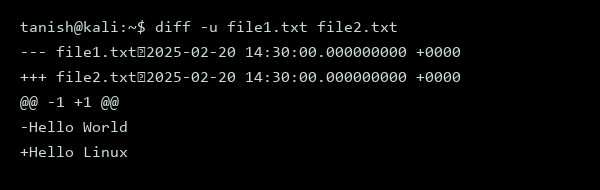 tanish@kali:~$ diff -u file1.txt file2.txt
--- file1.txt	2025-02-20 14:30:00.000000000 +0000
+++ file2.txt	2025-02-20 14:30:00.000000000 +0000
@@ -1 +1 @@
-Hello World
+Hello Linux